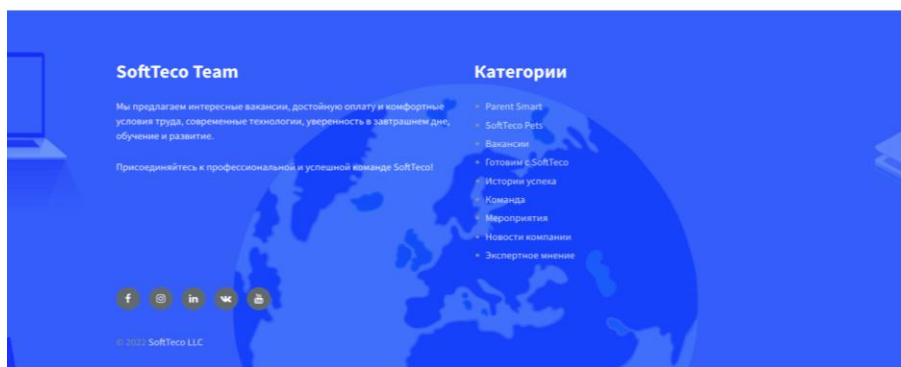 SoftTeco Team
Мы предлагаем интересные вакансии, достойную оплату и комфортные
условия труда, современные технологии, уверенность в завтрашнем дне,
обучение и развитие.
Присоединяйтесь к профессиональной и успешной команде SoftTeco!
Категории
Parent Smart
SoftTeco Pets
Вакансии
Готовим с SoftTeco
Истории успеха
Команда
Мероприятия
Новости компании
Экспертное мнение
© 2022 SoftTeco LLC